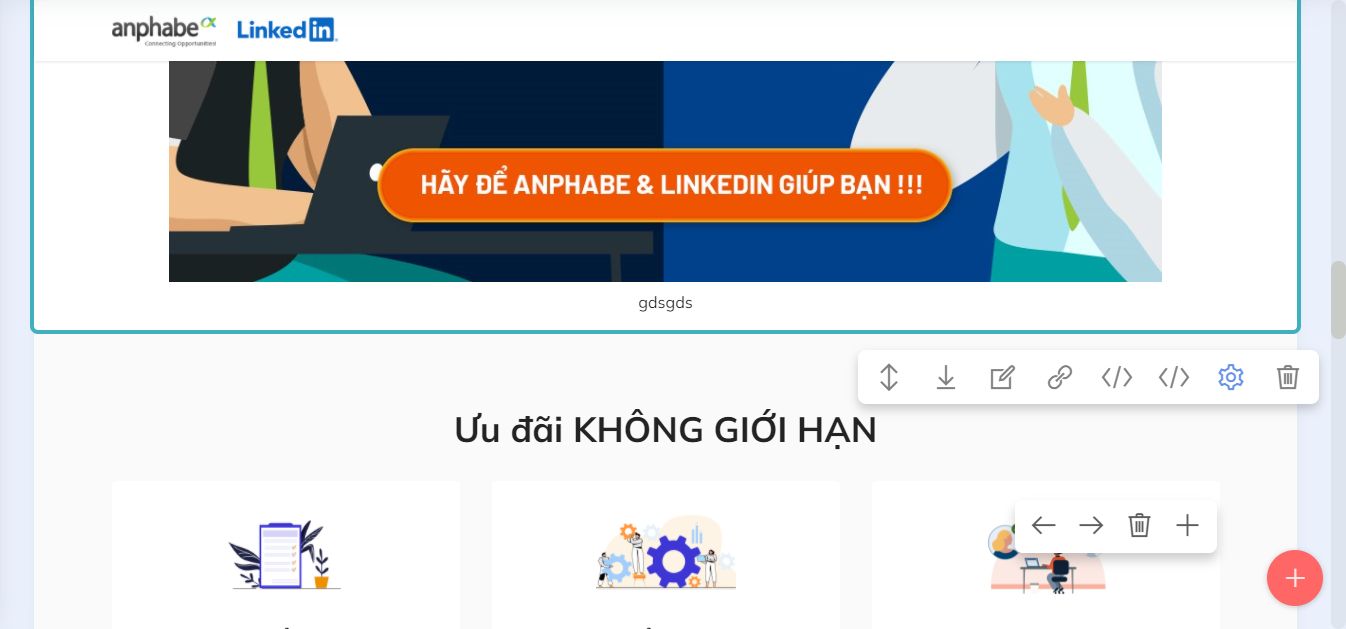 anphabe
Connecting Opportunities!
Linkedin
HÃY ĐỂ ANPHABE & LINKEDIN GIÚP BẠN !!!
gdsgds
Ưu đãi KHÔNG GIỚI HẠN